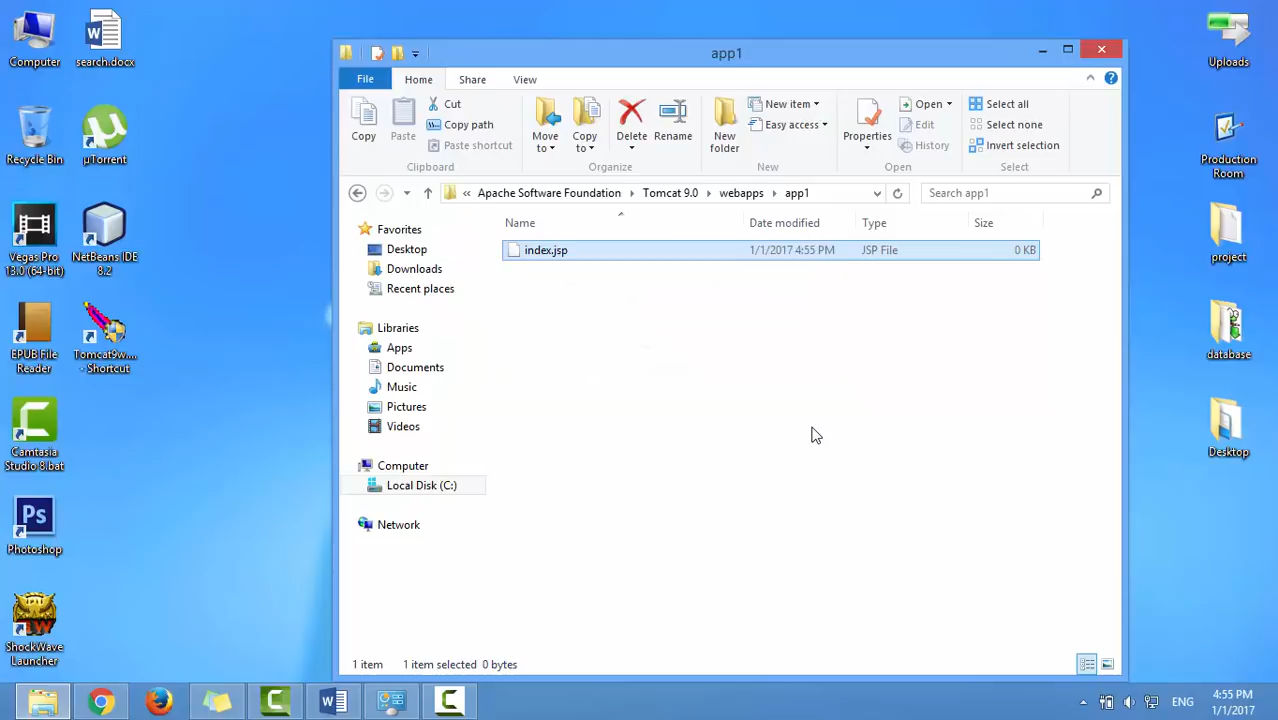 Computer
search.docx
Recycle Bin
µTorrent
Vegas Pro
13.0 (64-bit)
NetBeans IDE
8.2
EPUB File
Reader
Tomcat9w....
- Shortcut
Camtasia
Studio 8.bat
Ps
Photoshop
ShockWave
Launcher
app1
File
Home
Share
View
Copy
Paste
Cut
Copy path
Paste shortcut
Clipboard
Move
to
Copy
to
Delete
Rename
Organize
New
folder
New item
Easy access
New
Properties
Open
Edit
History
Open
Select all
Select none
Invert selection
Select
« Apache Software Foundation
Tomcat 9.0
webapps
app1
Search app1
Favorites
Desktop
Downloads
Recent places
Libraries
Apps
Documents
Music
Pictures
Videos
Computer
Local Disk (C:)
Network
Name
Date modified
Type
Size
index.jsp
1/1/2017 4:55 PM
JSP File
0 KB
1 item
1 item selected 0 bytes
Uploads
Production
Room
project
database
Desktop
ENG
4:55 PM
1/1/2017